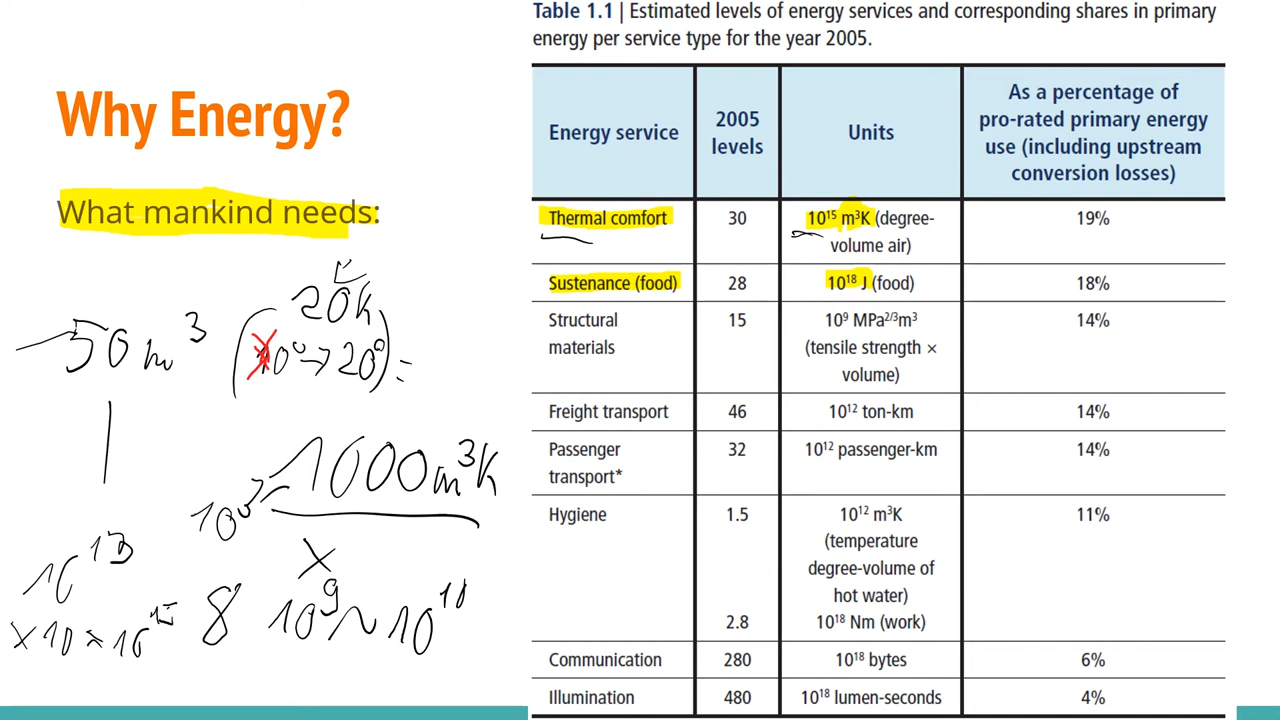 Why Energy?
What mankind needs:
20K
50 m³ ( 10° → 20° ) =
1000 m³K
10³
x
8 10⁹ ~ 10¹⁰
Table 1.1 | Estimated levels of energy services and corresponding shares in primary
energy per service type for the year 2005.
Energy service
2005
levels
Units
As a percentage of
pro-rated primary energy
use (including upstream
conversion losses)
Thermal comfort
30
10¹⁵ m³K (degree-
volume air)
19%
Sustenance (food)
28
10¹⁸ J (food)
18%
Structural
materials
15
10⁹ MPa²ᐟ³m³
(tensile strength ×
volume)
14%
Freight transport
46
10¹² ton-km
14%
Passenger
transport*
32
10¹² passenger-km
14%
Hygiene
1.5
10¹² m³K
(temperature
degree-volume of
hot water)
11%
2.8
10¹⁸ Nm (work)
Communication
280
10¹⁸ bytes
6%
Illumination
480
10¹⁸ lumen-seconds
4%